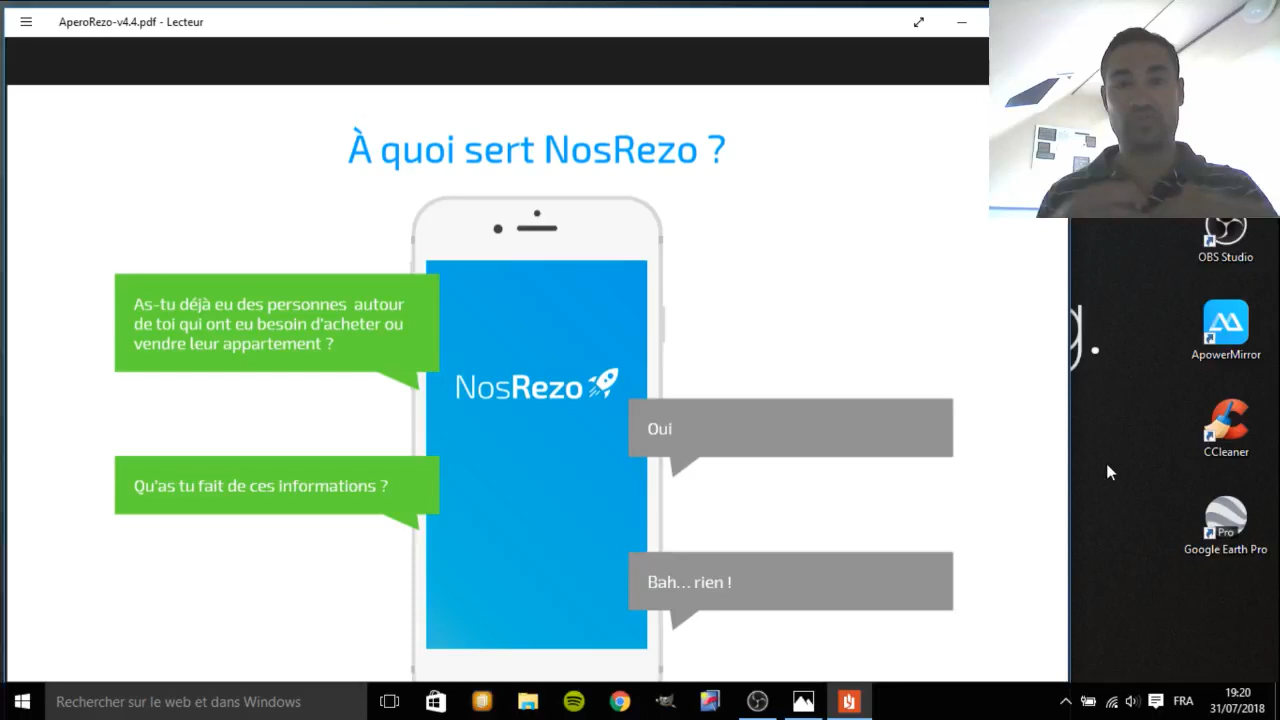 AperoRezo-v4.4.pdf - Lecteur
À quoi sert NosRezo ?
As-tu déjà eu des personnes autour
de toi qui ont eu besoin d'acheter ou
vendre leur appartement ?
NosRezo
Oui
Qu'as tu fait de ces informations ?
Bah... rien !
g.
OBS Studio
ApowerMirror
CCleaner
Pro
Google Earth Pro
Rechercher sur le web et dans Windows
FRA
19:20
31/07/2018